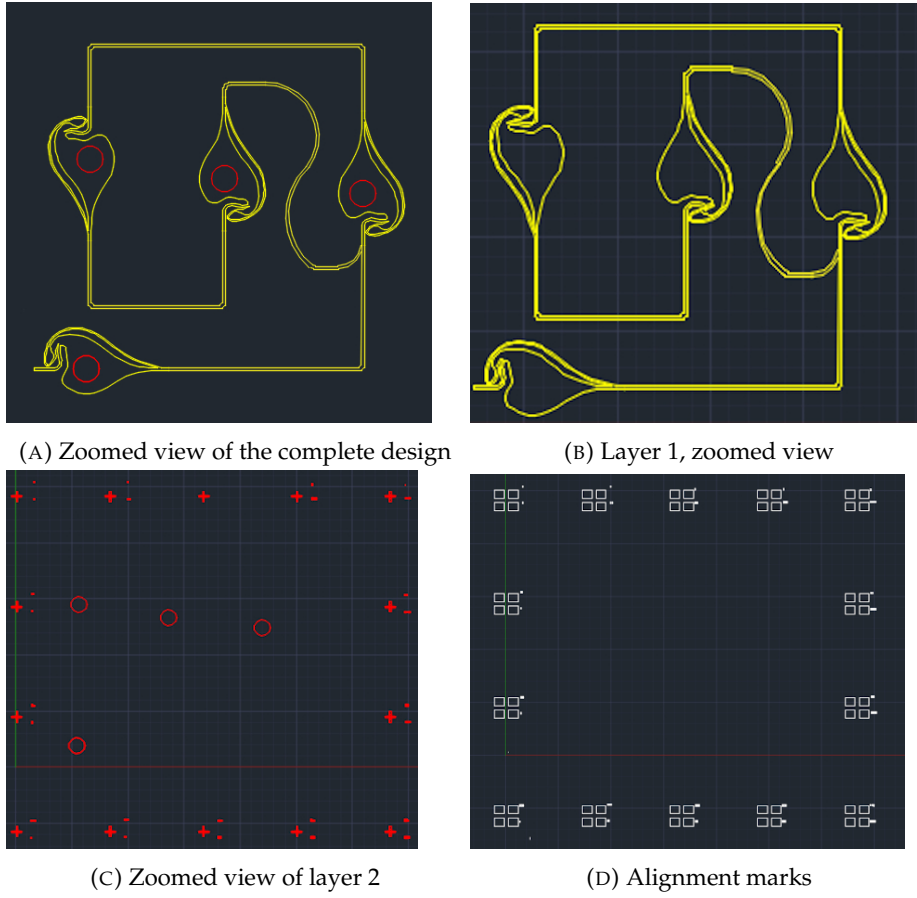 (A) Zoomed view of the complete design
(B) Layer 1, zoomed view
(C) Zoomed view of layer 2
(D) Alignment marks